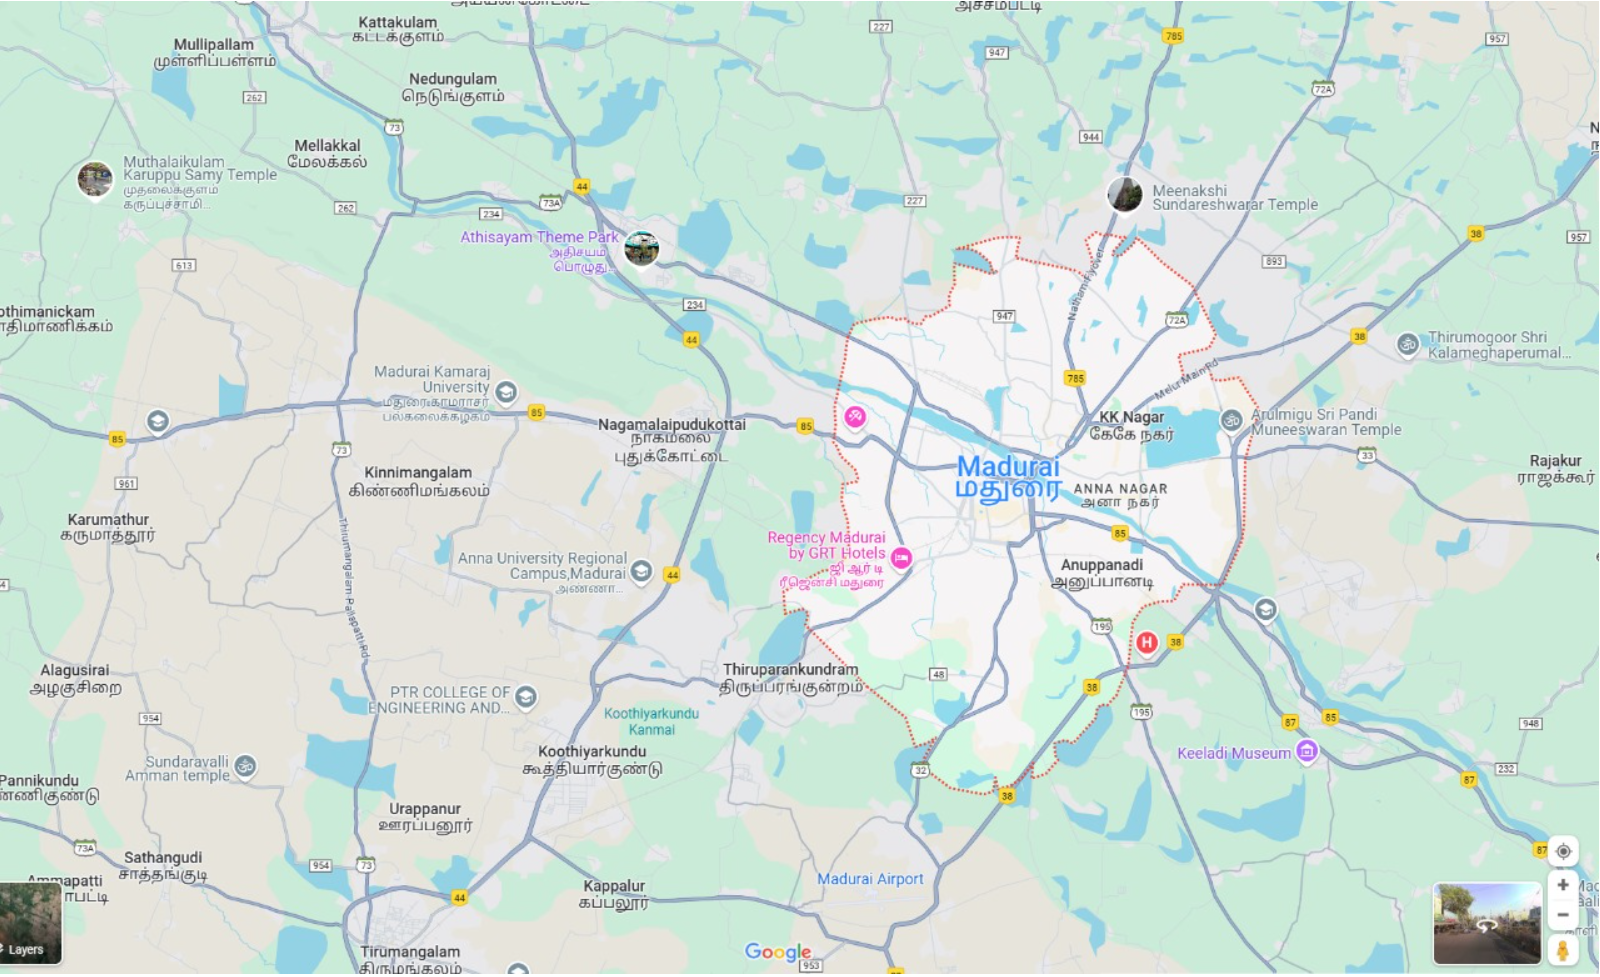 227
785
957
Kattakulam
கட்டக்குளம்
Mullipallam
முள்ளிப்பள்ளம்
947
Nedungulam
நெடுங்குளம்
72A
262
73
944
Mellakkal
மேலக்கல்
Muthalaikulam
Karuppu Samy Temple
முதலைக்குளம்
கருப்புச்சாமி...
44
Meenakshi
Sundareshwarar Temple
262
234
73A
227
38
957
Athisayam Theme Park
அதிசயம்
பொழுது...
613
893
Natham Flyover
234
othimanickam
947
72A
44
38
Thirumogoor Shri
Kalameghaperumal...
Madurai Kamaraj
University
மதுரை காமராசர்
பல்கலைக்கழகம்
785
Melur Main Rd
85
85
85
Nagamalaipudukottai
நாகமலை
புதுக்கோட்டை
KK Nagar
கேகே நகர்
Arulmigu Sri Pandi
Muneeswaran Temple
73
33
Kinnimangalam
கிண்ணிமங்கலம்
Madurai
மதுரை
Rajakur
ராஜக்கூர்
961
ANNA NAGAR
அனா நகர்
Karumathur
கருமாத்தூர்
Thirumangalam-Pallapatti Rd
85
Regency Madurai
by GRT Hotels
ஜி ஆர் டி
ரீஜென்சி மதுரை
Anna University Regional
Campus,Madurai
அண்ணா...
44
Anuppanadi
அனுப்பானடி
195
H
38
Alagusirai
அழகுசிறை
Thiruparankundram
திருப்பரங்குன்றம்
48
38
PTR COLLEGE OF
ENGINEERING AND...
Koothiyarkundu
Kanmai
954
195
87
85
948
Koothiyarkundu
கூத்தியார்குண்டு
Keeladi Museum
Sundaravalli
Amman temple
32
232
87
Pannikundu
38
Urappanur
ஊரப்பனூர்
73A
87
Sathangudi
சாத்தங்குடி
954
73
Ammapatti
Madurai Airport
Kappalur
கப்பலூர்
44
Layers
Tirumangalam
திருமங்கலம்
Google
953